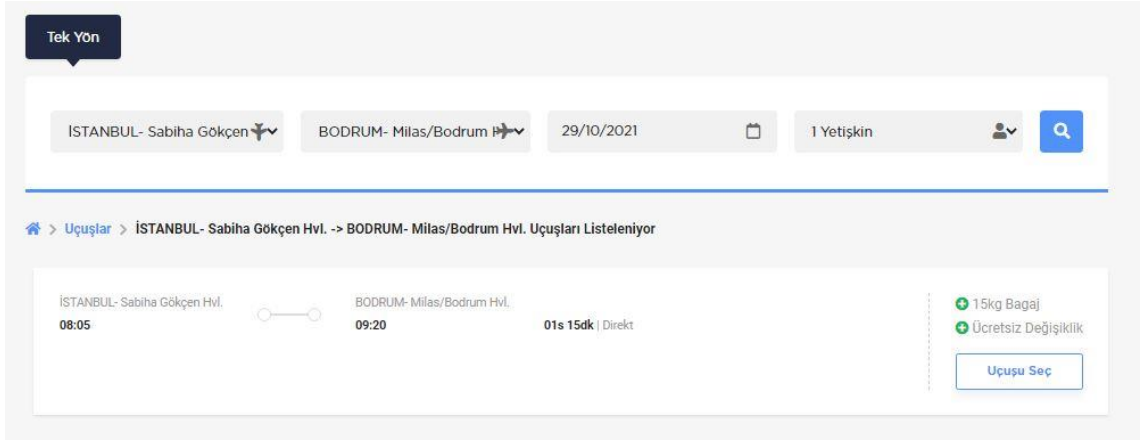 Tek Yön
İSTANBUL- Sabiha Gökçen
BODRUM- Milas/Bodrum
29/10/2021
1 Yetişkin
> Uçuşlar > İSTANBUL- Sabiha Gökçen Hvl. -> BODRUM- Milas/Bodrum Hvl. Uçuşları Listeleniyor
İSTANBUL- Sabiha Gökçen Hvl.
08:05
BODRUM- Milas/Bodrum Hvl.
09:20
01s 15dk | Direkt
15kg Bagaj
Ücretsiz Değişiklik
Uçuşu Seç